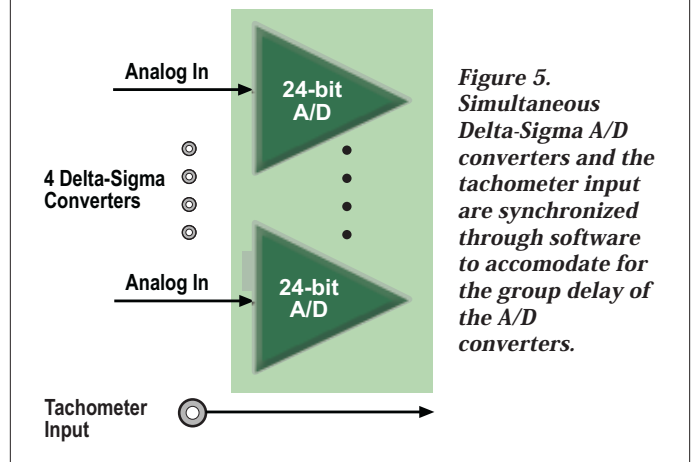 Analog In
24-bit
A/D
4 Delta-Sigma
Converters
Analog In
24-bit
A/D
Tachometer
Input
Figure 5.
Simultaneous
Delta-Sigma A/D
converters and the
tachometer input
are synchronized
through software
to accomodate for
the group delay of
the A/D
converters.